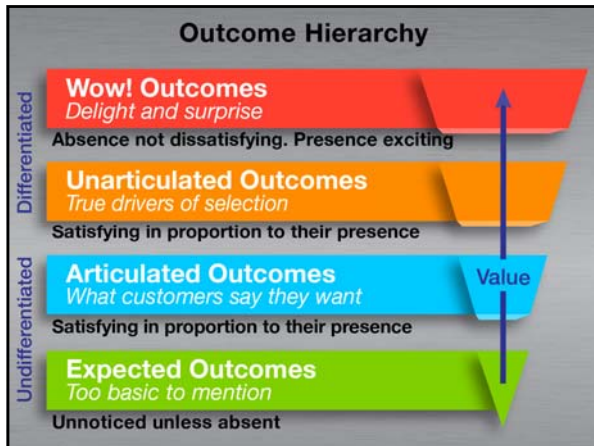 Outcome Hierarchy
Differentiated
Wow! Outcomes
Delight and surprise
Absence not dissatisfying. Presence exciting
Unarticulated Outcomes
True drivers of selection
Satisfying in proportion to their presence
Undifferentiated
Articulated Outcomes
What customers say they want
Value
Satisfying in proportion to their presence
Expected Outcomes
Too basic to mention
Unnoticed unless absent